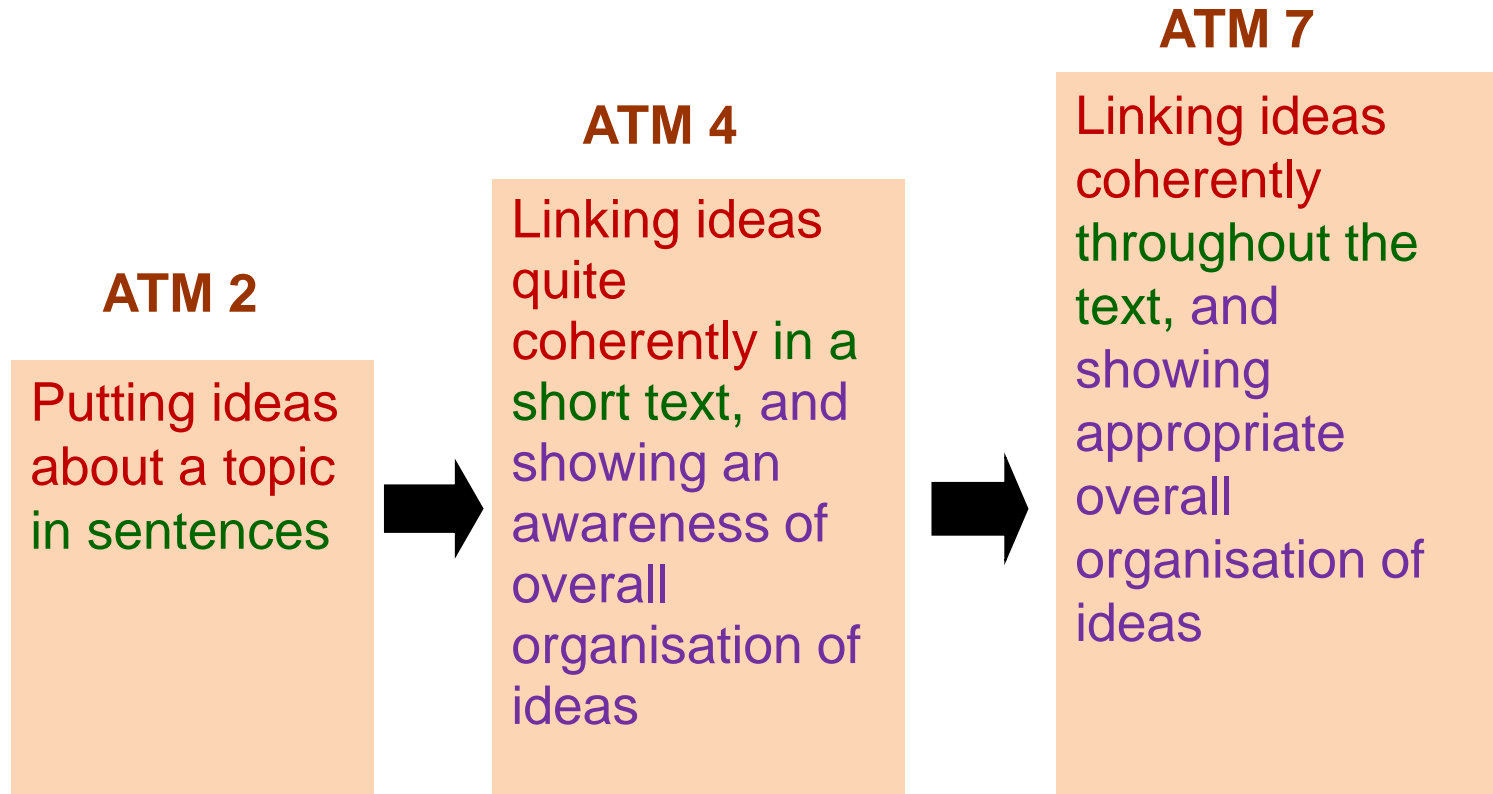 ATM 2
Putting ideas
about a topic
in sentences
ATM 4
Linking ideas
quite
coherently in a
short text, and
showing an
awareness of
overall
organisation of
ideas
ATM 7
Linking ideas
coherently
throughout the
text, and
showing
appropriate
overall
organisation of
ideas